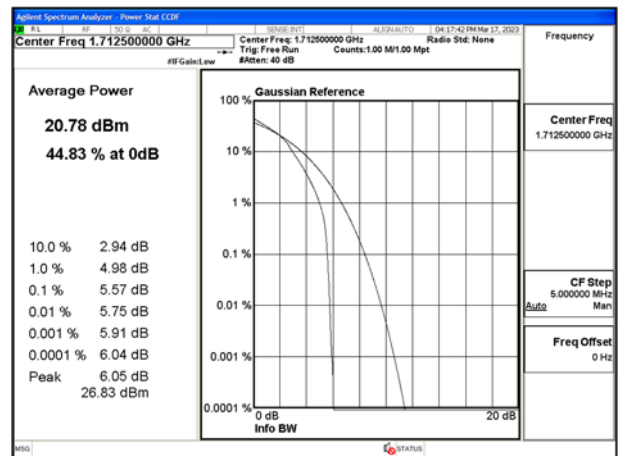 Agilent Spectrum Analyzer - Power Stat CCDF
RL RF 50 Ω AC SENSE:INT ALIGNAUTO 04:17:42 PM Mar 17, 2023
Center Freq 1.712500000 GHz
Center Freq: 1.712500000 GHz Radio Std: None
Trig: Free Run Counts:1.00 M/1.00 Mpt
#IFGain:Low #Atten: 40 dB
Frequency
Average Power
20.78 dBm
44.83 % at 0dB
10.0 % 2.94 dB
1.0 % 4.98 dB
0.1 % 5.57 dB
0.01 % 5.75 dB
0.001 % 5.91 dB
0.0001 % 6.04 dB
Peak 6.05 dB
26.83 dBm
Gaussian Reference
100 %
10 %
1 %
0.1 %
0.01 %
0.001 %
0.0001 %
0 dB 20 dB
Info BW
Center Freq
1.712500000 GHz
CF Step
5.000000 MHz
Auto Man
Freq Offset
0 Hz
MSG STATUS